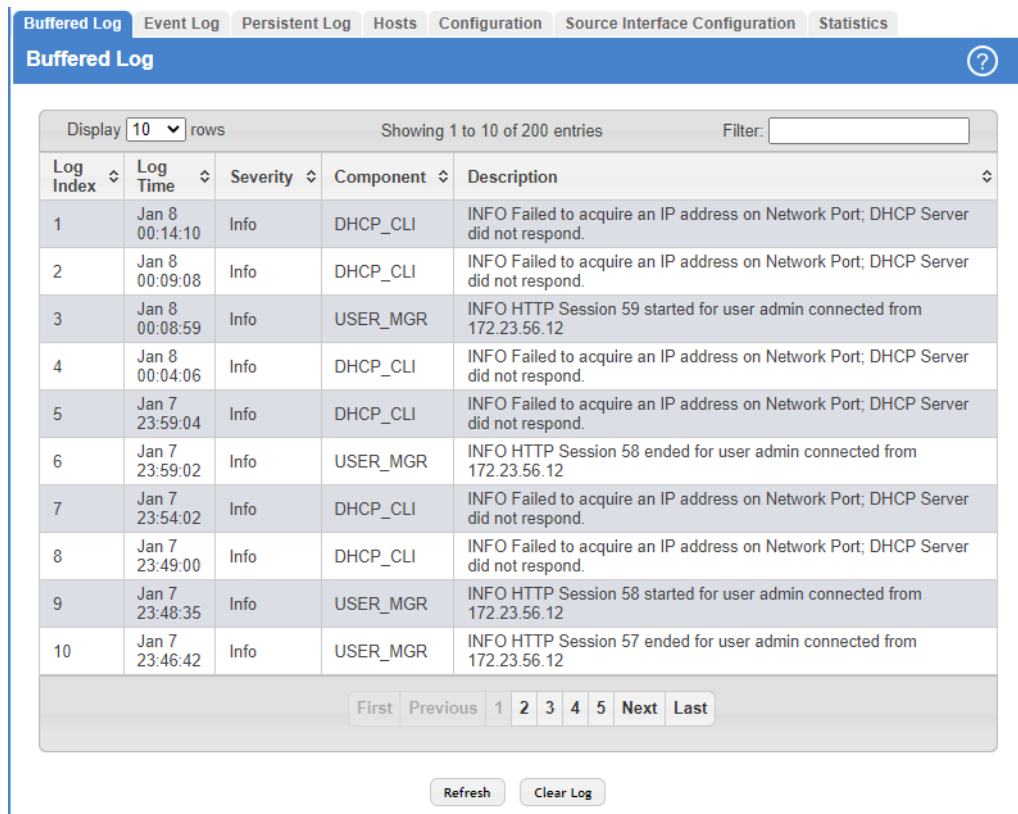 Buffered Log Event Log Persistent Log Hosts Configuration Source Interface Configuration Statistics
Buffered Log ?
Display 10 rows Showing 1 to 10 of 200 entries Filter:
Log Index Log Time Severity Component Description
1 Jan 8 00:14:10 Info DHCP_CLI INFO Failed to acquire an IP address on Network Port; DHCP Server did not respond.
2 Jan 8 00:09:08 Info DHCP_CLI INFO Failed to acquire an IP address on Network Port; DHCP Server did not respond.
3 Jan 8 00:08:59 Info USER_MGR INFO HTTP Session 59 started for user admin connected from 172.23.56.12
4 Jan 8 00:04:06 Info DHCP_CLI INFO Failed to acquire an IP address on Network Port; DHCP Server did not respond.
5 Jan 7 23:59:04 Info DHCP_CLI INFO Failed to acquire an IP address on Network Port; DHCP Server did not respond.
6 Jan 7 23:59:02 Info USER_MGR INFO HTTP Session 58 ended for user admin connected from 172.23.56.12
7 Jan 7 23:54:02 Info DHCP_CLI INFO Failed to acquire an IP address on Network Port; DHCP Server did not respond.
8 Jan 7 23:49:00 Info DHCP_CLI INFO Failed to acquire an IP address on Network Port; DHCP Server did not respond.
9 Jan 7 23:48:35 Info USER_MGR INFO HTTP Session 58 started for user admin connected from 172.23.56.12
10 Jan 7 23:46:42 Info USER_MGR INFO HTTP Session 57 ended for user admin connected from 172.23.56.12
First Previous 1 2 3 4 5 Next Last
Refresh Clear Log